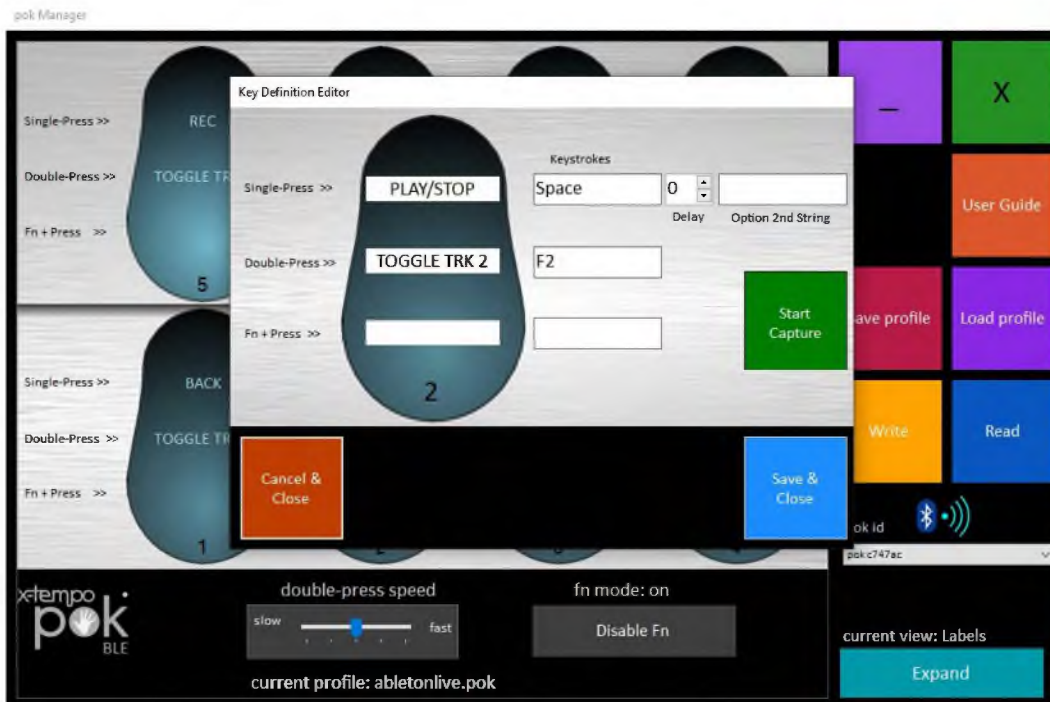 pok Manager
Key Definition Editor
Single-Press >>
REC
Double-Press >>
TOGGLE TR
Fn + Press >>
5
Keystrokes
Single-Press >>
PLAY/STOP
Space
0
Delay
Option 2nd String
Double-Press >>
TOGGLE TRK 2
F2
Fn + Press >>
2
Start
Capture
Cancel &
Close
Save &
Close
_
X
User Guide
ave profile
Load profile
Write
Read
Single-Press >>
BACK
Double-Press >>
TOGGLE TR
Fn + Press >>
1
ok id
pok c747ac
x-tempo
pok
BLE
double-press speed
slow
fast
fn mode: on
Disable Fn
current profile: abletonlive.pok
current view: Labels
Expand